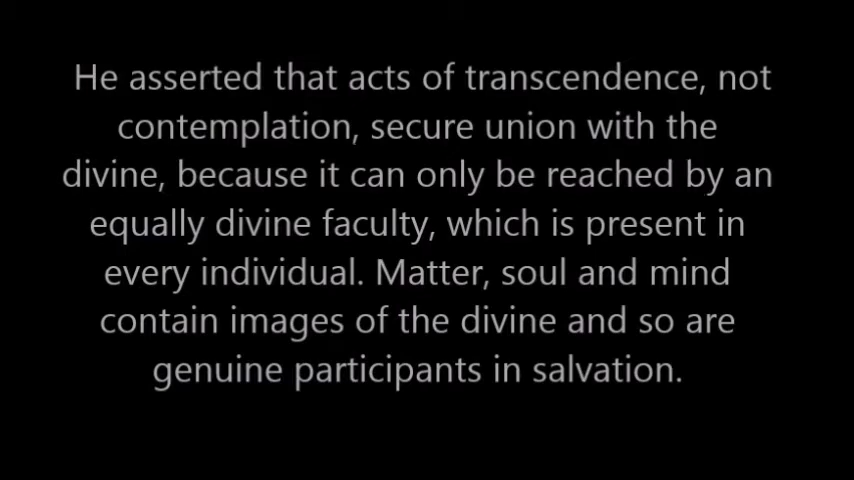 He asserted that acts of transcendence, not
contemplation, secure union with the
divine, because it can only be reached by an
equally divine faculty, which is present in
every individual. Matter, soul and mind
contain images of the divine and so are
genuine participants in salvation.